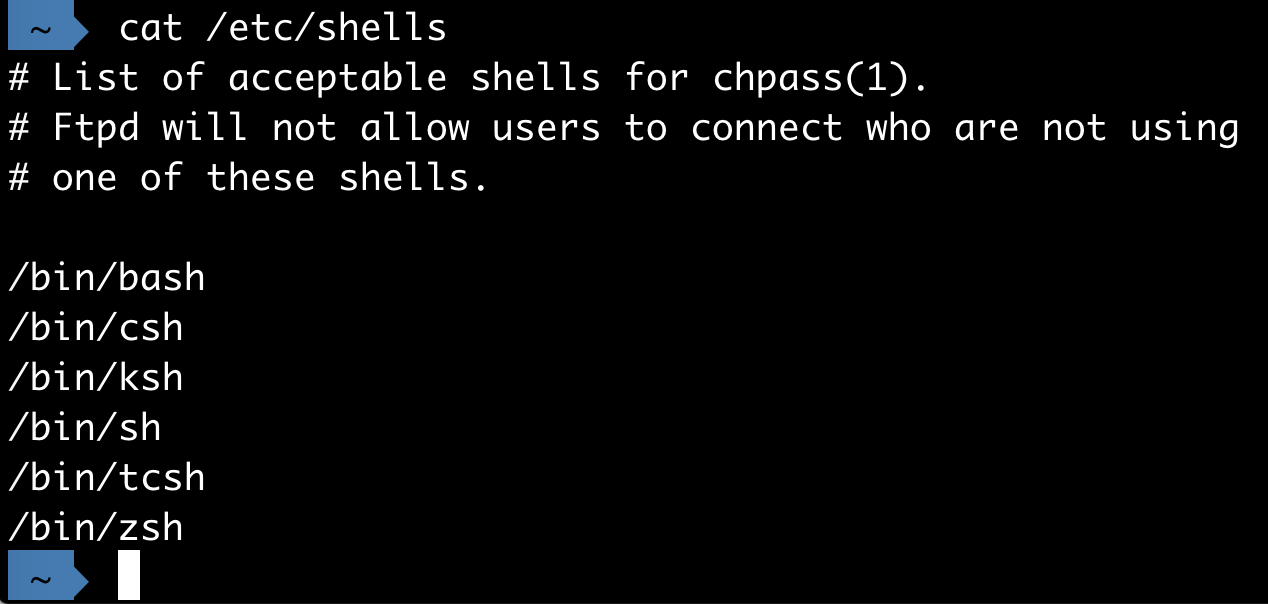 ~ cat /etc/shells
# List of acceptable shells for chpass(1).
# Ftpd will not allow users to connect who are not using
# one of these shells.

/bin/bash
/bin/csh
/bin/ksh
/bin/sh
/bin/tcsh
/bin/zsh
~